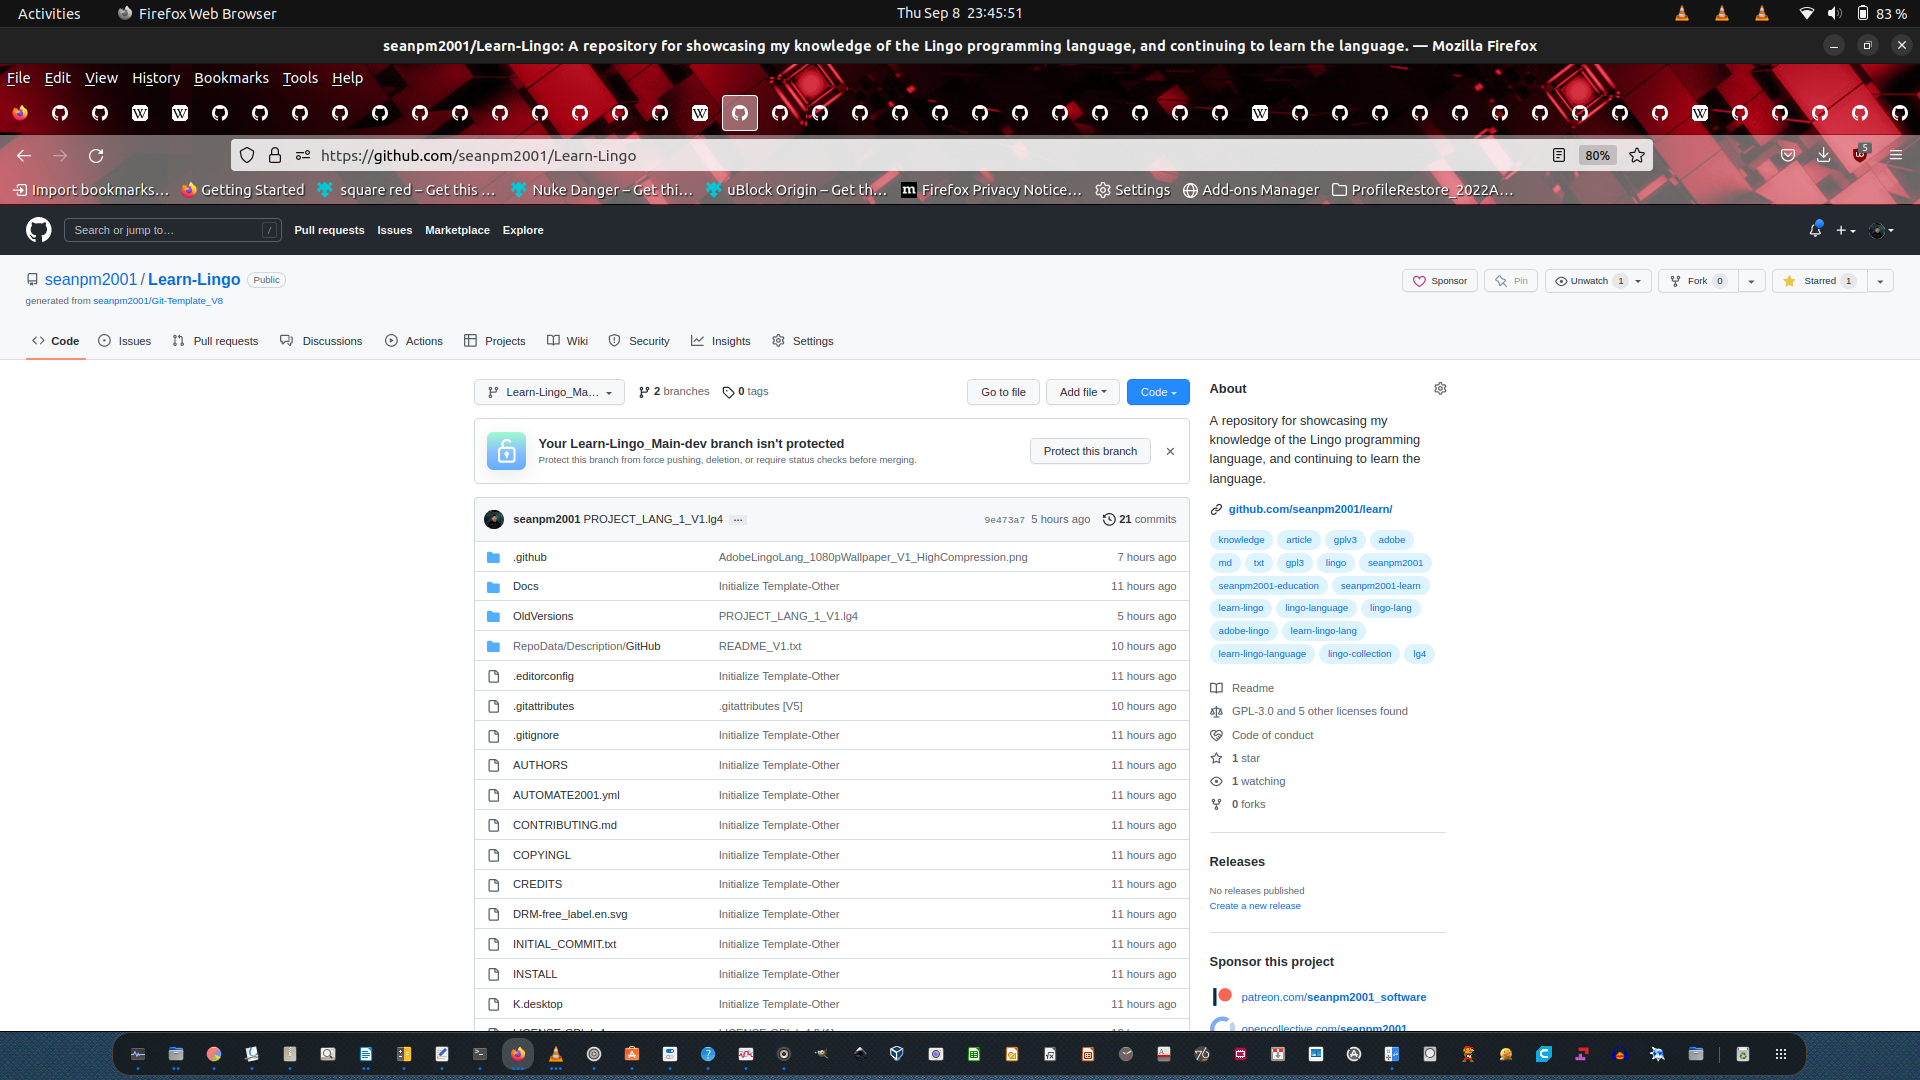 Activities
Firefox Web Browser
Thu Sep 8 23:45:51
83 %
seanpm2001/Learn-Lingo: A repository for showcasing my knowledge of the Lingo programming language, and continuing to learn the language. — Mozilla Firefox
File Edit View History Bookmarks Tools Help
https://github.com/seanpm2001/Learn-Lingo
80%
5
Import bookmarks… Getting Started square red – Get this … Nuke Danger – Get thi… uBlock Origin – Get th… Firefox Privacy Notice… Settings Add-ons Manager ProfileRestore_2022A…
Search or jump to… /
Pull requests Issues Marketplace Explore
seanpm2001 / Learn-Lingo Public
generated from seanpm2001/Git-Template_V8
Sponsor Pin Unwatch 1 Fork 0 Starred 1
Code Issues Pull requests Discussions Actions Projects Wiki Security Insights Settings
Learn-Lingo_Ma… 2 branches 0 tags Go to file Add file Code
Your Learn-Lingo_Main-dev branch isn't protected
Protect this branch from force pushing, deletion, or require status checks before merging.
Protect this branch
seanpm2001 PROJECT_LANG_1_V1.lg4 … 9e473a7 5 hours ago 21 commits
.github AdobeLingoLang_1080pWallpaper_V1_HighCompression.png 7 hours ago
Docs Initialize Template-Other 11 hours ago
OldVersions PROJECT_LANG_1_V1.lg4 5 hours ago
RepoData/Description/GitHub README_V1.txt 10 hours ago
.editorconfig Initialize Template-Other 11 hours ago
.gitattributes .gitattributes [V5] 10 hours ago
.gitignore Initialize Template-Other 11 hours ago
AUTHORS Initialize Template-Other 11 hours ago
AUTOMATE2001.yml Initialize Template-Other 11 hours ago
CONTRIBUTING.md Initialize Template-Other 11 hours ago
COPYINGL Initialize Template-Other 11 hours ago
CREDITS Initialize Template-Other 11 hours ago
DRM-free_label.en.svg Initialize Template-Other 11 hours ago
INITIAL_COMMIT.txt Initialize Template-Other 11 hours ago
INSTALL Initialize Template-Other 11 hours ago
K.desktop Initialize Template-Other 11 hours ago
About
A repository for showcasing my
knowledge of the Lingo programming
language, and continuing to learn the
language.
github.com/seanpm2001/learn/
knowledge article gplv3 adobe
md txt gpl3 lingo seanpm2001
seanpm2001-education seanpm2001-learn
learn-lingo lingo-language lingo-lang
adobe-lingo learn-lingo-lang
learn-lingo-language lingo-collection lg4
Readme
GPL-3.0 and 5 other licenses found
Code of conduct
1 star
1 watching
0 forks
Releases
No releases published
Create a new release
Sponsor this project
patreon.com/seanpm2001_software
opencollective.com/seanpm2001